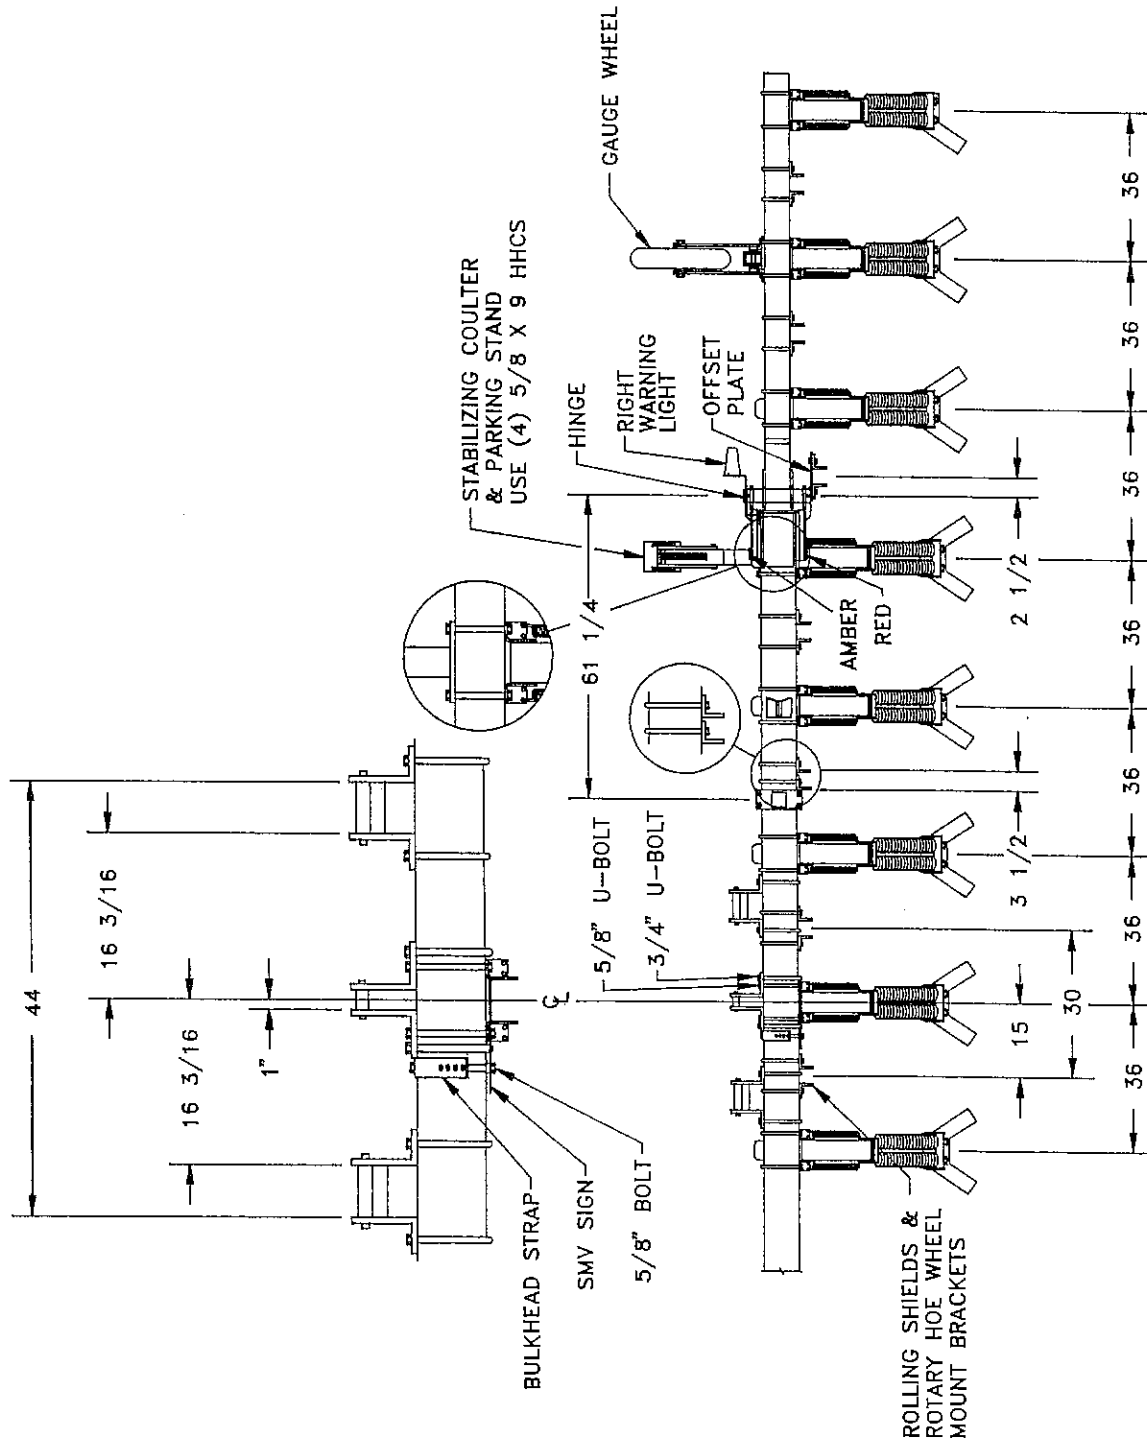 44
16 3/16
16 3/16
1"
BULKHEAD STRAP
SMV SIGN
5/8" BOLT
℄
STABILIZING COULTER
& PARKING STAND
USE (4) 5/8 X 9 HHCS
GAUGE WHEEL
HINGE
RIGHT
WARNING
LIGHT
OFFSET
PLATE
61 1/4
AMBER
RED
5/8" U-BOLT
3/4" U-BOLT
2 1/2
3 1/2
30
15
ROLLING SHIELDS &
ROTARY HOE WHEEL
MOUNT BRACKETS
36
36
36
36
36
36
36